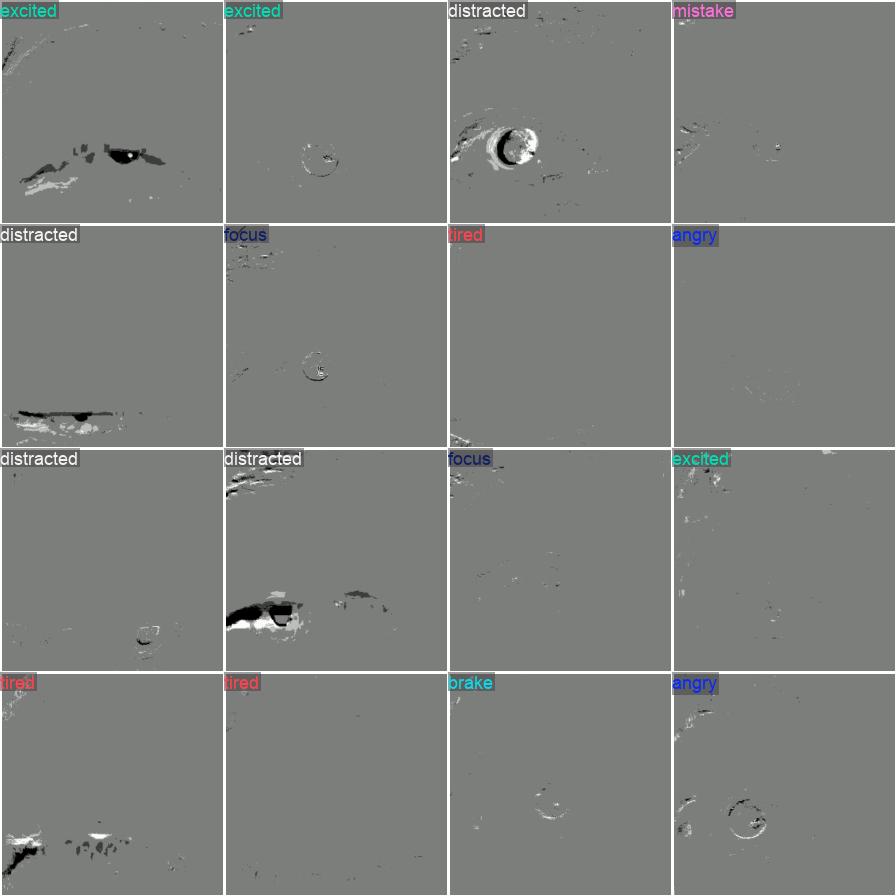 excited
excited
distracted
mistake
distracted
focus
tired
angry
distracted
distracted
focus
excited
tired
tired
brake
angry